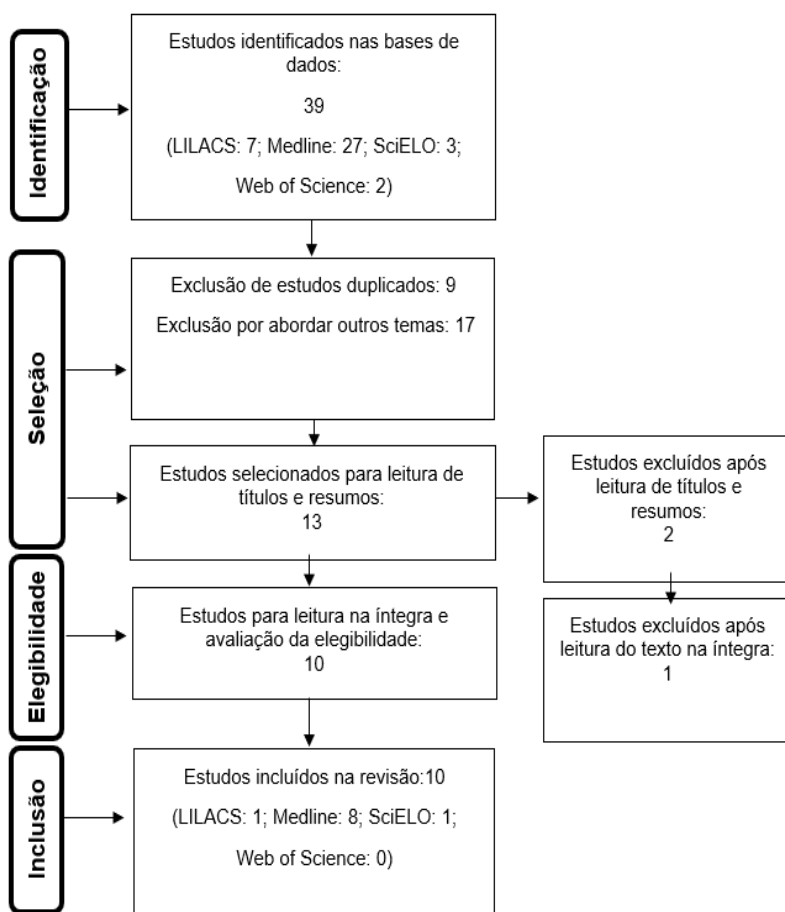 Identificação
Estudos identificados nas bases de
dados:
39
(LILACS: 7; Medline: 27; SciELO: 3;
Web of Science: 2)
Seleção
Exclusão de estudos duplicados: 9
Exclusão por abordar outros temas: 17
Estudos selecionados para leitura de
títulos e resumos:
13
Estudos excluídos após
leitura de títulos e
resumos:
2
Elegibilidade
Estudos para leitura na íntegra e
avaliação da elegibilidade:
10
Estudos excluídos após
leitura do texto na íntegra:
1
Inclusão
Estudos incluídos na revisão:10
(LILACS: 1; Medline: 8; SciELO: 1;
Web of Science: 0)